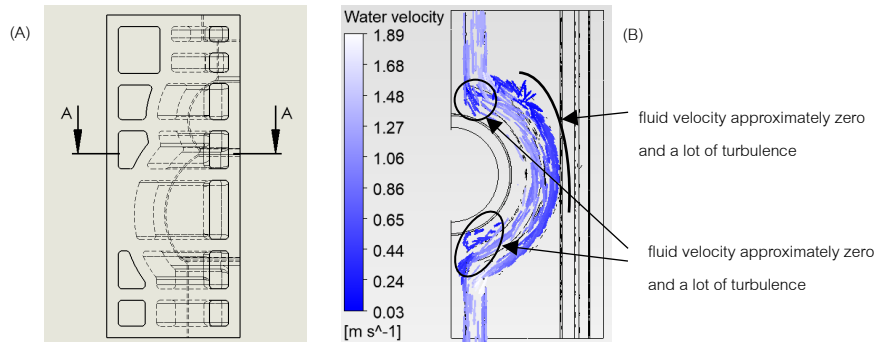 (A)
A
A
Water velocity
1.89
1.68
1.48
1.27
1.06
0.86
0.65
0.44
0.24
0.03
[m s^-1]
(B)
fluid velocity approximately zero
and a lot of turbulence
fluid velocity approximately zero
and a lot of turbulence